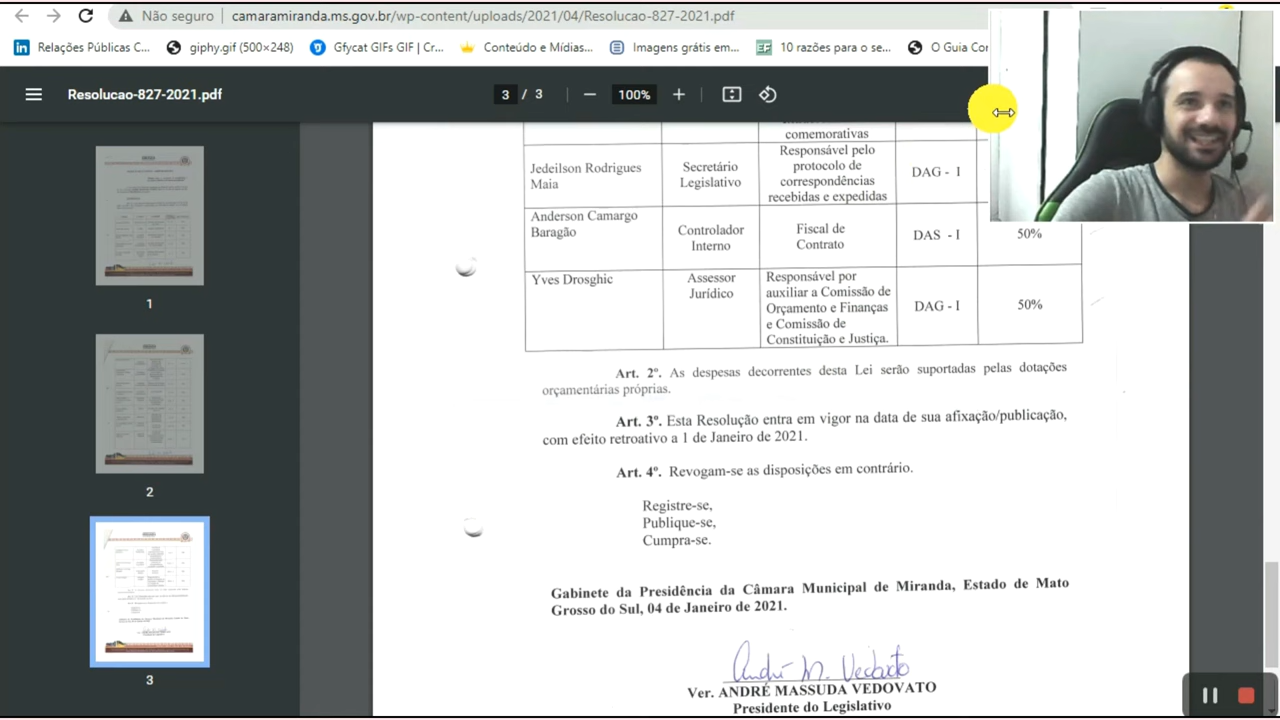 Não seguro
camaramiranda.ms.gov.br/wp-content/uploads/2021/04/Resolucao-827-2021.pdf
Relações Públicas C...
giphy.gif (500×248)
Gfycat GIFs GIF | Cr...
Conteúdo e Mídias...
Imagens grátis em...
EF 10 razões para o se...
O Guia Co
Resolucao-827-2021.pdf
3 / 3
100%
comemorativas
Jedeilson Rodrigues
Maia
Secretário
Legislativo
Responsável pelo
protocolo de
correspondências
recebidas e expedidas
DAG - I
Anderson Camargo
Baragão
Controlador
Interno
Fiscal de
Contrato
DAS - I
50%
Yves Drosghic
Assessor
Jurídico
Responsável por
auxiliar a Comissão de
Orçamento e Finanças
e Comissão de
Constituição e Justiça.
DAG - I
50%
Art. 2º. As despesas decorrentes desta Lei serão suportadas pelas dotações
orçamentárias próprias.
Art. 3º. Esta Resolução entra em vigor na data de sua afixação/publicação,
com efeito retroativo a 1 de Janeiro de 2021.
Art. 4º. Revogam-se as disposições em contrário.
Registre-se,
Publique-se,
Cumpra-se.
Gabinete da Presidência da Câmara Municipal de Miranda, Estado de Mato
Grosso do Sul, 04 de Janeiro de 2021.
André M. Vedovato
Ver. ANDRÉ MASSUDA VEDOVATO
Presidente do Legislativo
1
2
3